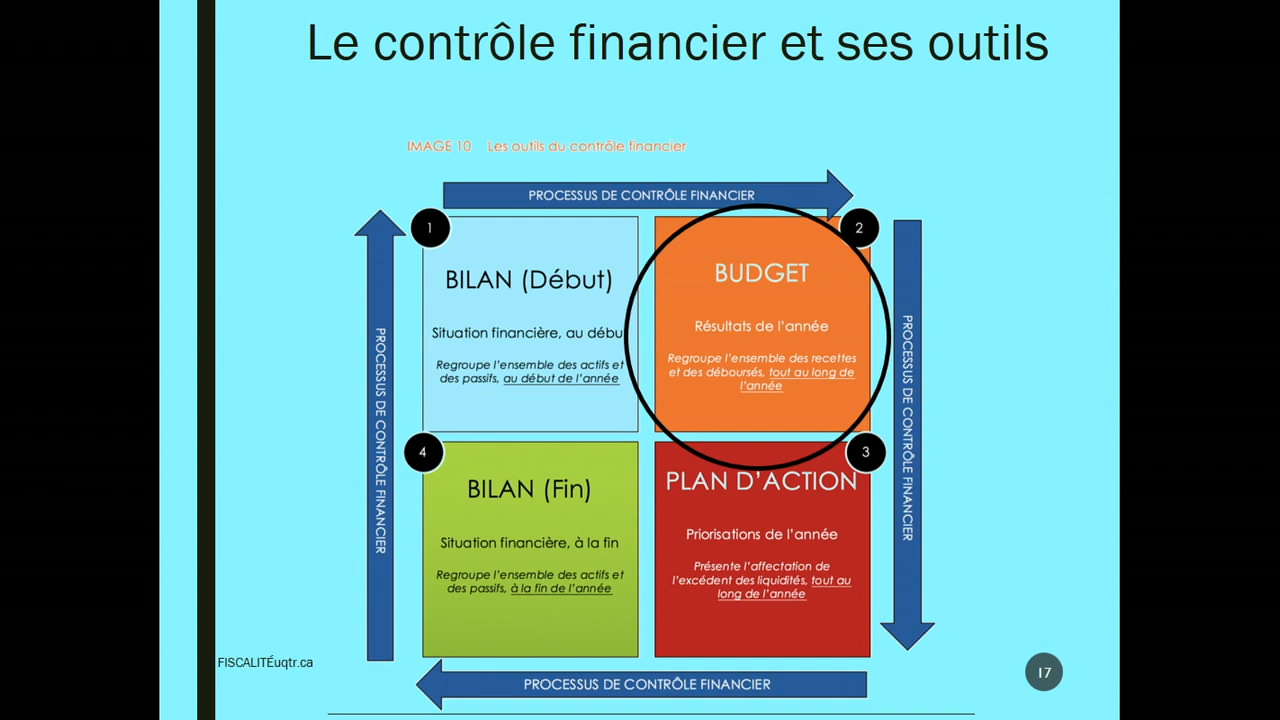 Le contrôle financier et ses outils
IMAGE 10 Les outils du contrôle financier
PROCESSUS DE CONTRÔLE FINANCIER
1
BILAN (Début)
Situation financière, au débu
Regroupe l'ensemble des actifs et
des passifs, au début de l'année
2
BUDGET
Résultats de l'année
Regroupe l'ensemble des recettes
et des déboursés, tout au long de
l'année
PROCESSUS DE CONTRÔLE FINANCIER
3
PLAN D'ACTION
Priorisations de l'année
Présente l'affectation de
l'excédent des liquidités, tout au
long de l'année
4
BILAN (Fin)
Situation financière, à la fin
Regroupe l'ensemble des actifs et
des passifs, à la fin de l'année
PROCESSUS DE CONTRÔLE FINANCIER
PROCESSUS DE CONTRÔLE FINANCIER
FISCALITÉuqtr.ca
17